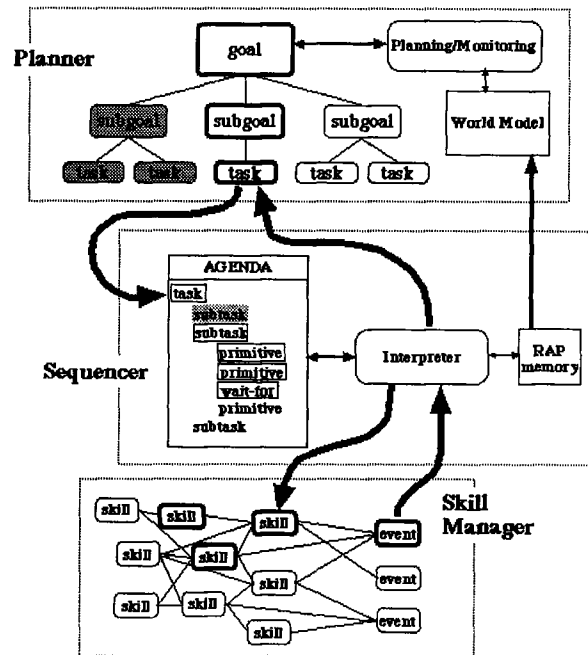 Planner
goal
Planning/Monitoring
subgoal
subgoal
subgoal
World Model
task
task
task
task
task
AGENDA
task
subtask
subtask
primitive
primitive
wait-for
primitive
subtask
Sequencer
Interpreter
RAP
memory
Skill
Manager
skill
skill
skill
event
skill
skill
skill
event
skill
skill
skill
event